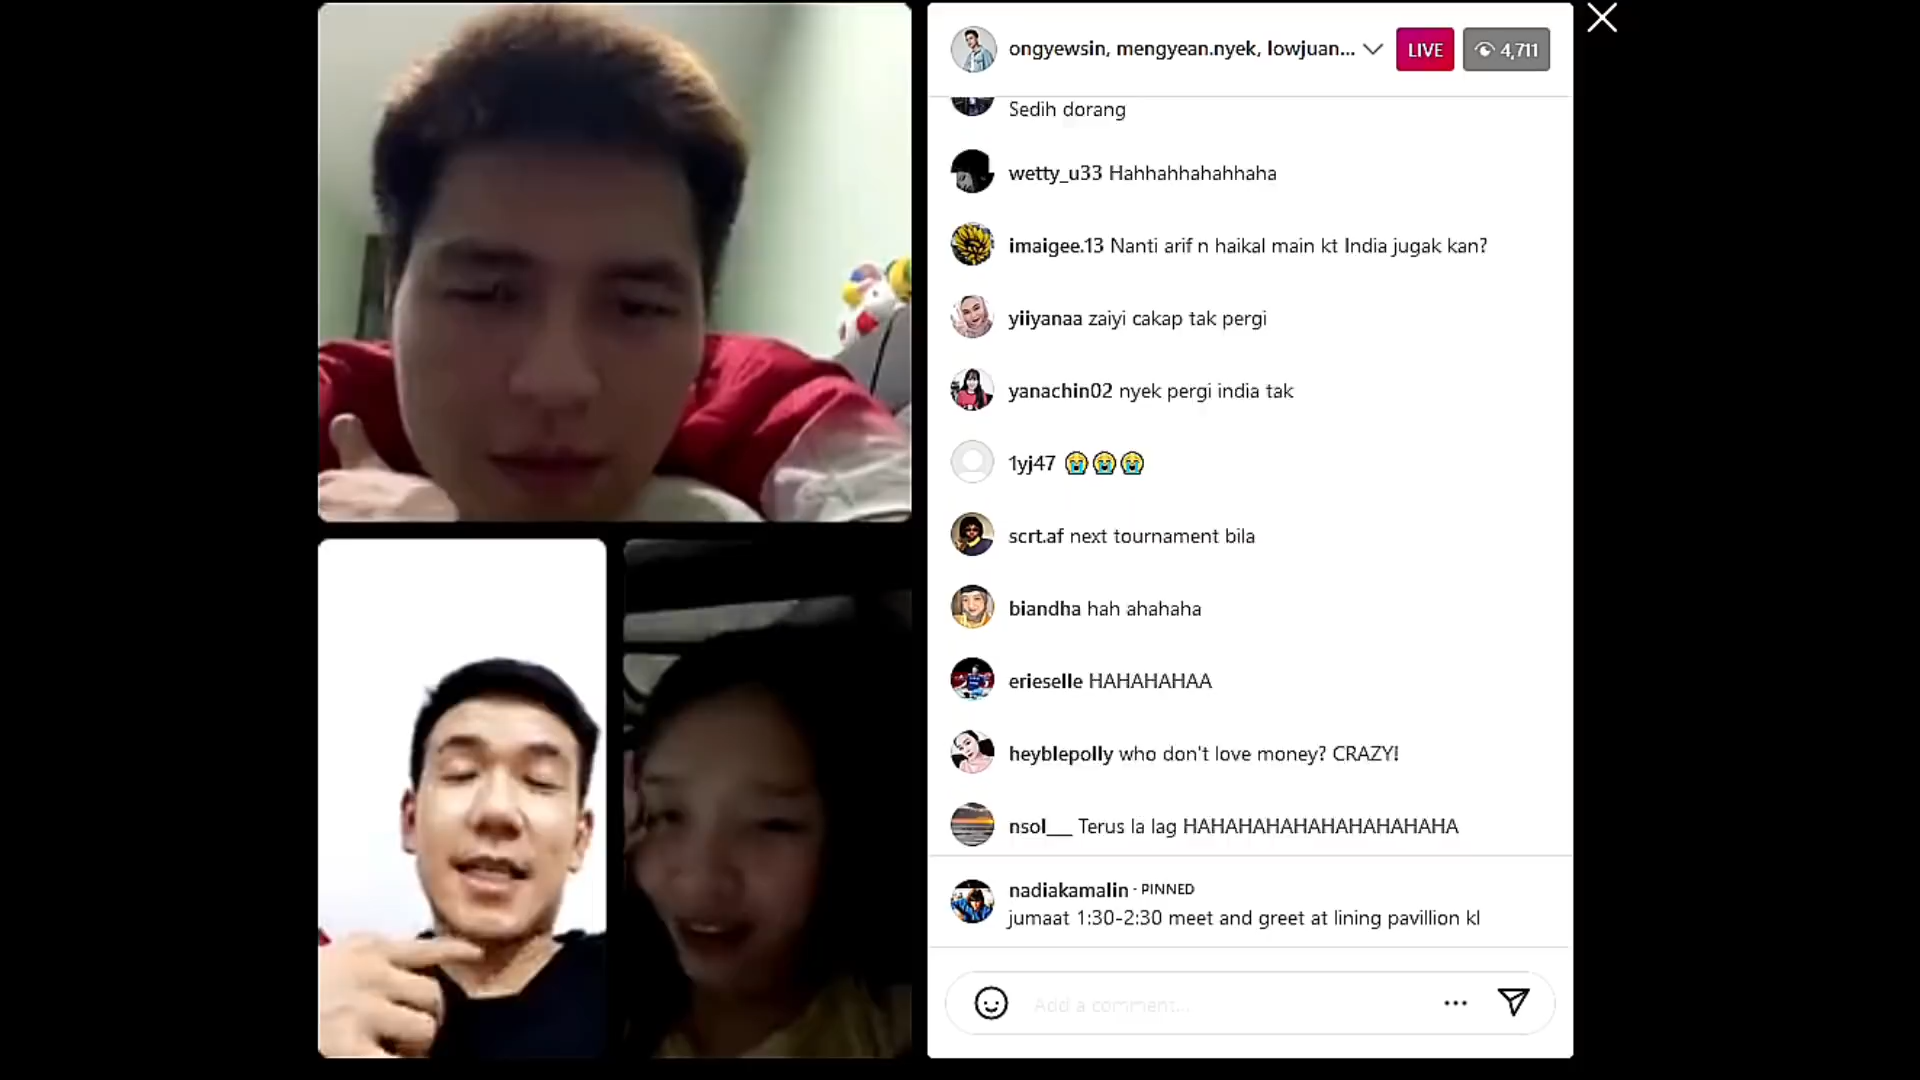 ongyewsin, mengyean.nyek, lowjuan...
LIVE
4,711
Sedih dorang
wetty_u33 Hahhahhahahhaha
imaigee.13 Nanti arif n haikal main kt India jugak kan?
yiiyanaa zaiyi cakap tak pergi
yanachin02 nyek pergi india tak
1yj47 😭😭😭
scrt.af next tournament bila
biandha hah ahahaha
erieselle HAHAHAHAA
heyblepolly who don't love money? CRAZY!
nsol___ Terus la lag HAHAHAHAHAHAHAHAHAHA
nadiakamalin · PINNED
jumaat 1:30-2:30 meet and greet at lining pavillion kl
Add a comment...